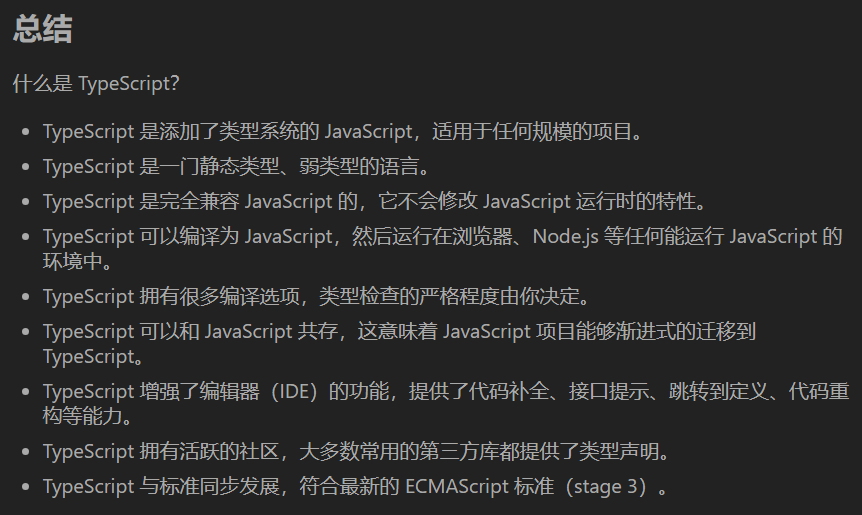 总结
什么是 TypeScript？
TypeScript 是添加了类型系统的 JavaScript，适用于任何规模的项目。
TypeScript 是一门静态类型、弱类型的语言。
TypeScript 是完全兼容 JavaScript 的，它不会修改 JavaScript 运行时的特性。
TypeScript 可以编译为 JavaScript，然后运行在浏览器、Node.js 等任何能运行 JavaScript 的
环境中。
TypeScript 拥有很多编译选项，类型检查的严格程度由你决定。
TypeScript 可以和 JavaScript 共存，这意味着 JavaScript 项目能够渐进式的迁移到
TypeScript。
TypeScript 增强了编辑器（IDE）的功能，提供了代码补全、接口提示、跳转到定义、代码重
构等能力。
TypeScript 拥有活跃的社区，大多数常用的第三方库都提供了类型声明。
TypeScript 与标准同步发展，符合最新的 ECMAScript 标准（stage 3）。